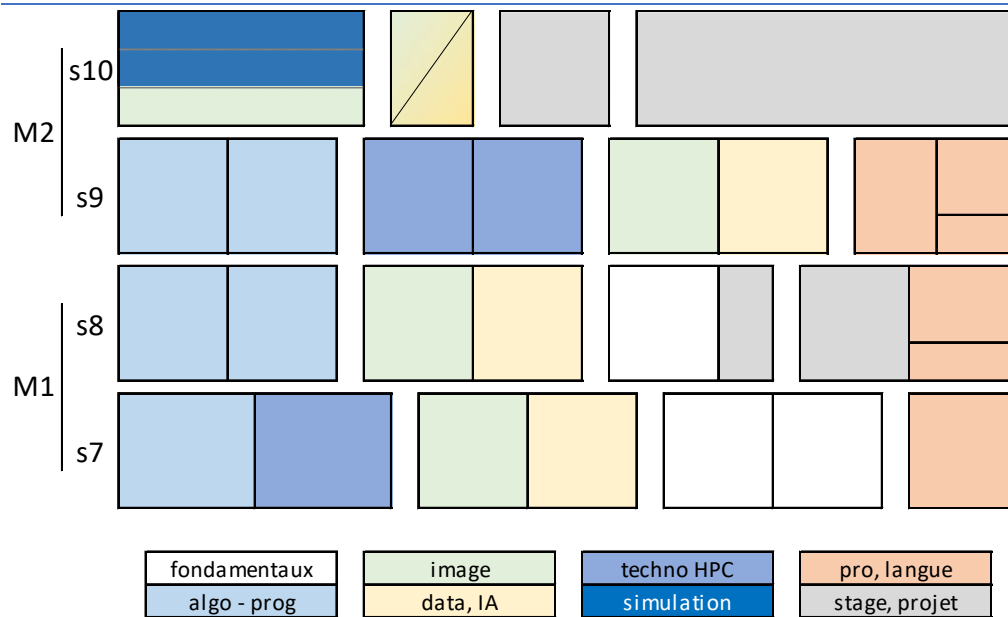 s10
M2
s9
s8
M1
s7
fondamentaux
image
techno HPC
pro, langue
algo - prog
data, IA
simulation
stage, projet